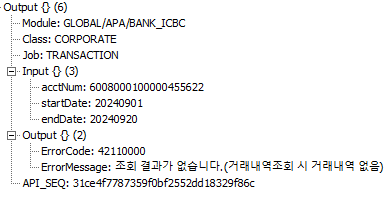 Output {} (6)
Module: GLOBAL/APA/BANK_ICBC
Class: CORPORATE
Job: TRANSACTION
Input {} (3)
acctNum: 6008000100000455622
startDate: 20240901
endDate: 20240920
Output {} (2)
ErrorCode: 42110000
ErrorMessage: 조회 결과가 없습니다.(거래내역조회 시 거래내역 없음)
API_SEQ: 31ce4f7787359f0bf2552dd18329f86c